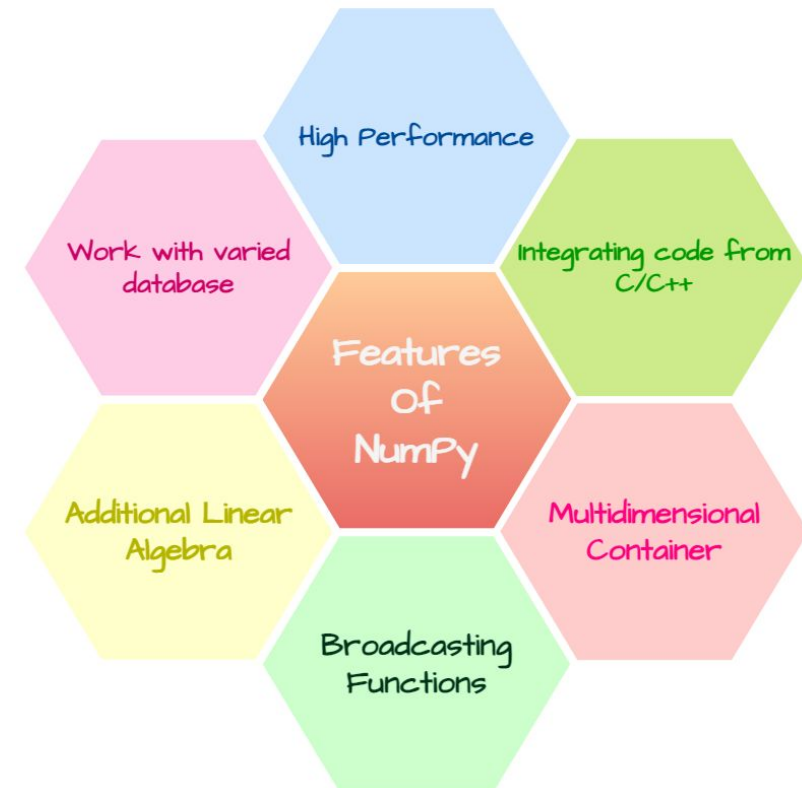 High Performance
Work with varied
database
Integrating code from
C/C++
Features
Of
NumPy
Additional Linear
Algebra
Multidimensional
Container
Broadcasting
Functions